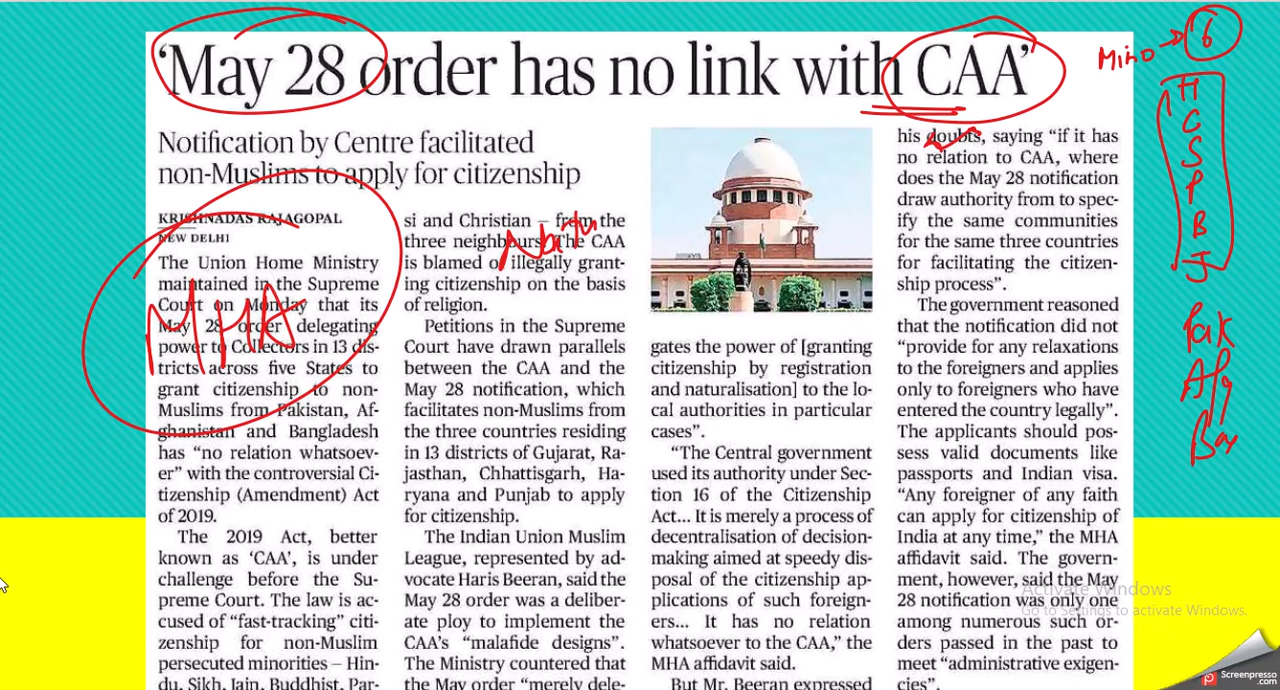 ‘May 28 order has no link with CAA’
Notification by Centre facilitated
non-Muslims to apply for citizenship
KRISHNADAS RAJAGOPAL
NEW DELHI
The Union Home Ministry
maintained in the Supreme
Court on Monday that its
May 28 order delegating
power to Collectors in 13 dis-
tricts across five States to
grant citizenship to non-
Muslims from Pakistan, Af-
ghanistan and Bangladesh
has “no relation whatsoev-
er” with the controversial Ci-
tizenship (Amendment) Act
of 2019.
The 2019 Act, better
known as ‘CAA’, is under
challenge before the Su-
preme Court. The law is ac-
cused of “fast-tracking” citi-
zenship for non-Muslim
persecuted minorities – Hin-
du, Sikh, Jain, Buddhist, Par-
si and Christian – from the
three neighbours. The CAA
is blamed of illegally grant-
ing citizenship on the basis
of religion.
Petitions in the Supreme
Court have drawn parallels
between the CAA and the
May 28 notification, which
facilitates non-Muslims from
the three countries residing
in 13 districts of Gujarat, Ra-
jasthan, Chhattisgarh, Ha-
ryana and Punjab to apply
for citizenship.
The Indian Union Muslim
League, represented by ad-
vocate Haris Beeran, said the
May 28 order was a deliber-
ate ploy to implement the
CAA’s “malafide designs”.
The Ministry countered that
the May order “merely dele-
gates the power of [granting
citizenship by registration
and naturalisation] to the lo-
cal authorities in particular
cases”.
“The Central government
used its authority under Sec-
tion 16 of the Citizenship
Act... It is merely a process of
decentralisation of decision-
making aimed at speedy dis-
posal of the citizenship ap-
plications of such foreign-
ers... It has no relation
whatsoever to the CAA,” the
MHA affidavit said.
But Mr. Beeran expressed
his doubts, saying “if it has
no relation to CAA, where
does the May 28 notification
draw authority from to spec-
ify the same communities
for the same three countries
for facilitating the citizen-
ship process”.
The government reasoned
that the notification did not
“provide for any relaxations
to the foreigners and applies
only to foreigners who have
entered the country legally”.
The applicants should pos-
sess valid documents like
passports and Indian visa.
“Any foreigner of any faith
can apply for citizenship of
India at any time,” the MHA
affidavit said. The govern-
ment, however, said the May
28 notification was only one
among numerous such or-
ders passed in the past to
meet “administrative exigen-
cies”.
MHA
6
H
C
S
P
B
J
Pak
Afg
Activate Windows
Go to Settings to activate Windows.
Screenpresso
.com